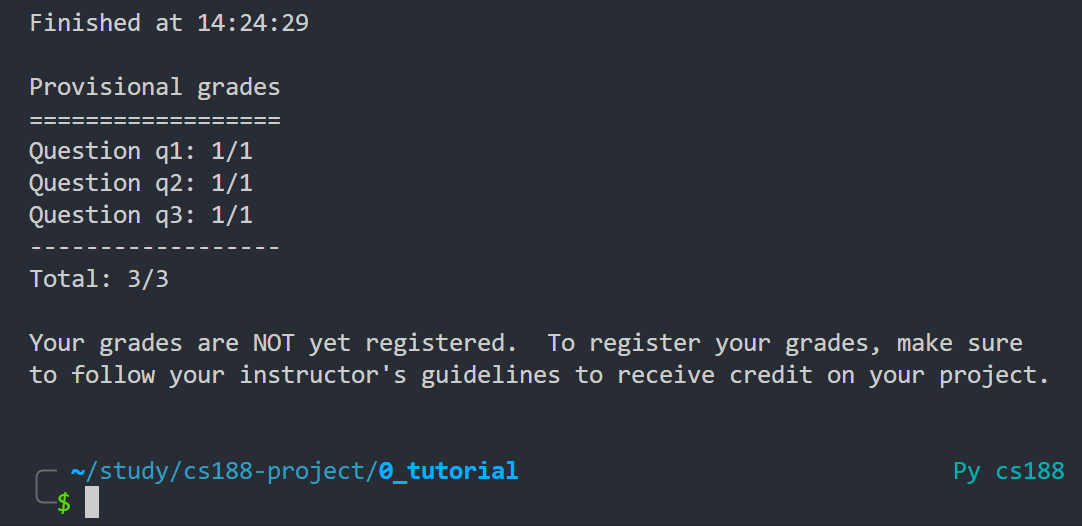 Finished at 14:24:29
Provisional grades
==================
Question q1: 1/1
Question q2: 1/1
Question q3: 1/1
------------------
Total: 3/3
Your grades are NOT yet registered.  To register your grades, make sure
to follow your instructor's guidelines to receive credit on your project.
~/study/cs188-project/0_tutorial Py cs188
$